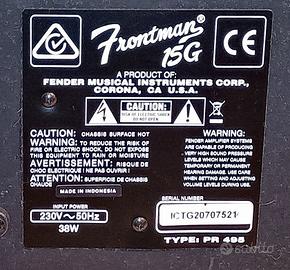 Frontman
15G
CE
A PRODUCT OF:
FENDER MUSICAL INSTRUMENTS CORP.,
CORONA, CA U.S.A.
CAUTION:
RISK OF ELECTRIC SHOCK
DO NOT OPEN
CAUTION: CHASSIS SURFACE HOT
WARNING: TO REDUCE THE RISK OF
FIRE OR ELECTRIC SHOCK, DO NOT EXPOSE
THIS EQUIPMENT TO RAIN OR MOISTURE
AVERTISSEMENT: RISQUE DE
CHOC ELECTRIQUE—NE PAS OUVRIR!
ATTENTION: SURFACE CHAUDE
CHASSIS
MADE IN INDONESIA
INPUT POWER
230V~50Hz
38W
WARNING:
FENDER AMPLIFIER SYSTEMS
ARE CAPABLE OF PRODUCING
VERY HIGH SOUND PRESSURE
LEVELS WHICH MAY CAUSE
TEMPORARY OR PERMANENT
HEARING DAMAGE. USE CARE
WHEN SETTING AND ADJUSTING
VOLUME LEVELS DURING USE.
SERIAL NUMBER
ICTG20707521
TYPE: PR 495
subito